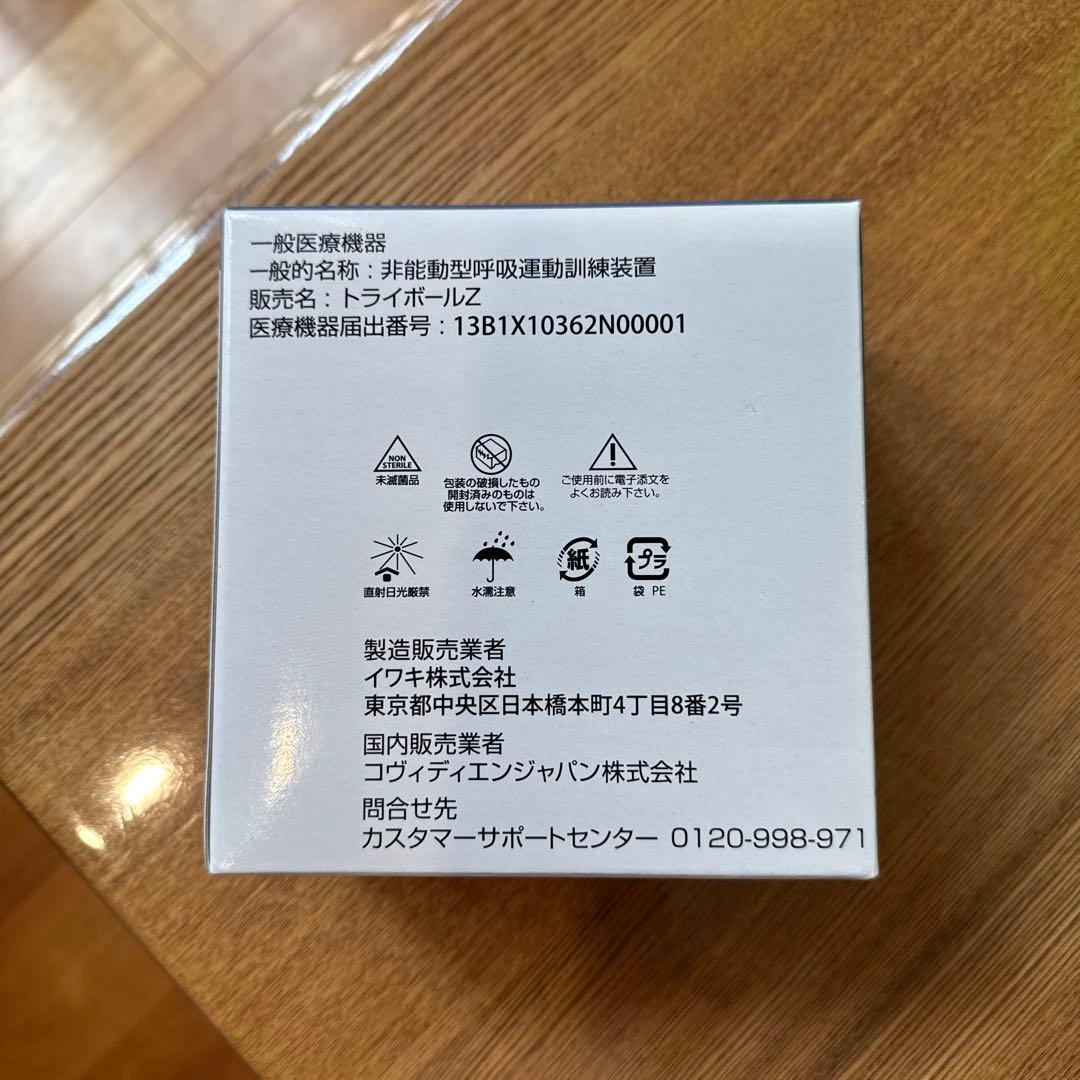 一般医療機器
一般的名称：非能動型呼吸運動訓練装置
販売名：トライボールZ
医療機器届出番号：13B1X10362N00001
NON
STERILE
未滅菌品
包装の破損したもの
開封済みのものは
使用しないで下さい。
ご使用前に電子添文を
よくお読み下さい。
直射日光厳禁
水濡注意
紙
箱
プラ
袋 PE
製造販売業者
イワキ株式会社
東京都中央区日本橋本町4丁目8番2号
国内販売業者
コヴィディエンジャパン株式会社
問合せ先
カスタマーサポートセンター 0120-998-971